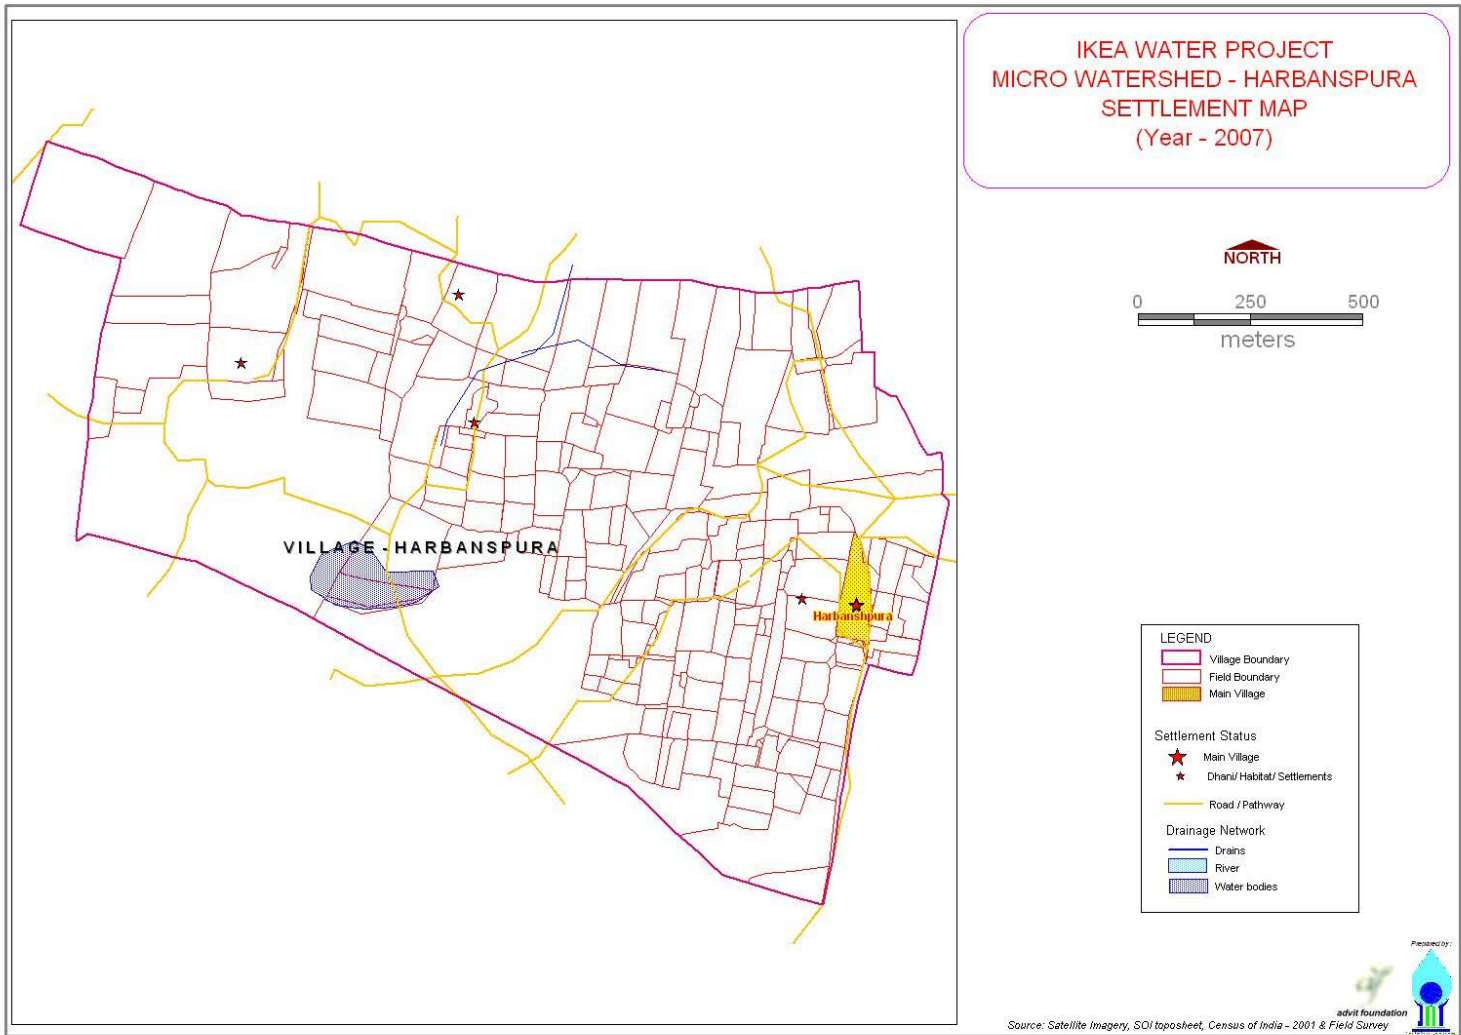 IKEA WATER PROJECT
MICRO WATERSHED - HARBANSPURA
SETTLEMENT MAP
(Year - 2007)
NORTH
0 250 500
meters
VILLAGE - HARBANSPURA
Harbanshpura
LEGEND
Village Boundary
Field Boundary
Main Village
Settlement Status
Main Village
Dhani/ Habitat/ Settlements
Road / Pathway
Drainage Network
Drains
River
Water bodies
Prepared by :
advit foundation
Source: Satellite Imagery, SOI toposheet, Census of India - 2001 & Field Survey